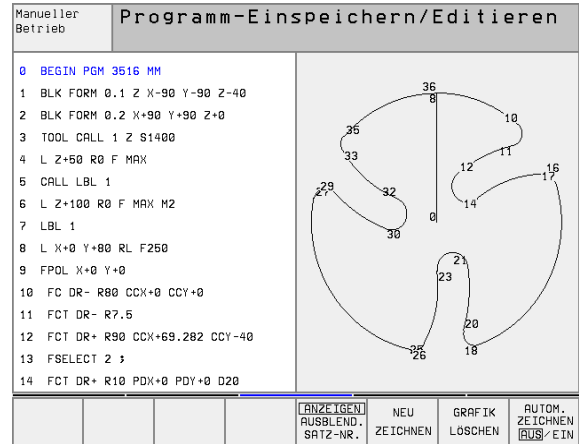 Manueller
Betrieb
Programm-Einspeichern/Editieren
0 BEGIN PGM 3516 MM
1 BLK FORM 0.1 Z X-90 Y-90 Z-40
2 BLK FORM 0.2 X+90 Y+90 Z+0
3 TOOL CALL 1 Z S1400
4 L Z+50 R0 F MAX
5 CALL LBL 1
6 L Z+100 R0 F MAX M2
7 LBL 1
8 L X+0 Y+80 RL F250
9 FPOL X+0 Y+0
10 FC DR- R80 CCX+0 CCY+0
11 FCT DR- R7.5
12 FCT DR+ R90 CCX+69.282 CCY-40
13 FSELECT 2 ;
14 FCT DR+ R10 PDX+0 PDY+0 D20
36
8
10
35
11
33
12
16
17
29
32
14
0
30
21
23
20
26
18
ANZEIGEN
AUSBLEND.
SATZ-NR.
NEU
ZEICHNEN
GRAFIK
LÖSCHEN
AUTOM.
ZEICHNEN
AUS/EIN